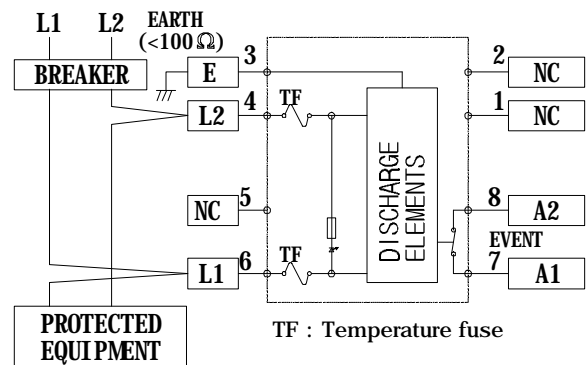 L1 L2 EARTH
(<100 Ω)
BREAKER
E 3
L2 4
NC 5
L1 6
TF
TF
DISCHARGE
ELEMENTS
2 NC
1 NC
8 A2
EVENT
7 A1
PROTECTED
EQUIPMENT
TF : Temperature fuse